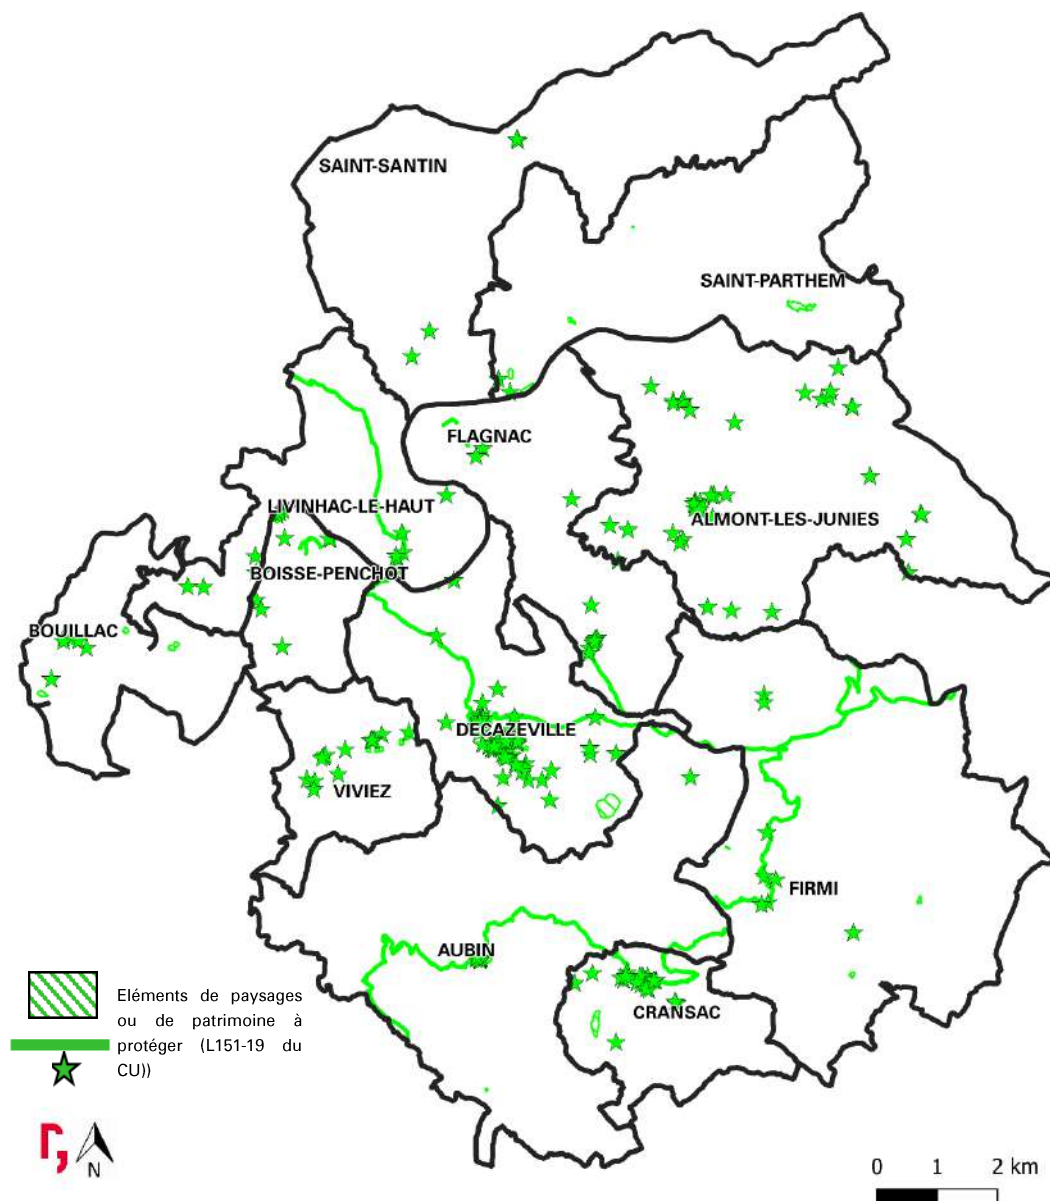 SAINT-SANTIN
SAINT-PARTHEM
FLAGNAC
LIVINHAC-LE-HAUT
ALMONT-LES-JUNIES
BOISSE-PENCHOT
BOUILLAC
DECAZEVILLE
VIVIEZ
FIRMI
AUBIN
CRANSAC
Eléments de paysages
ou de patrimoine à
protéger (L151-19 du
CU))
r,
N
0 1 2 km